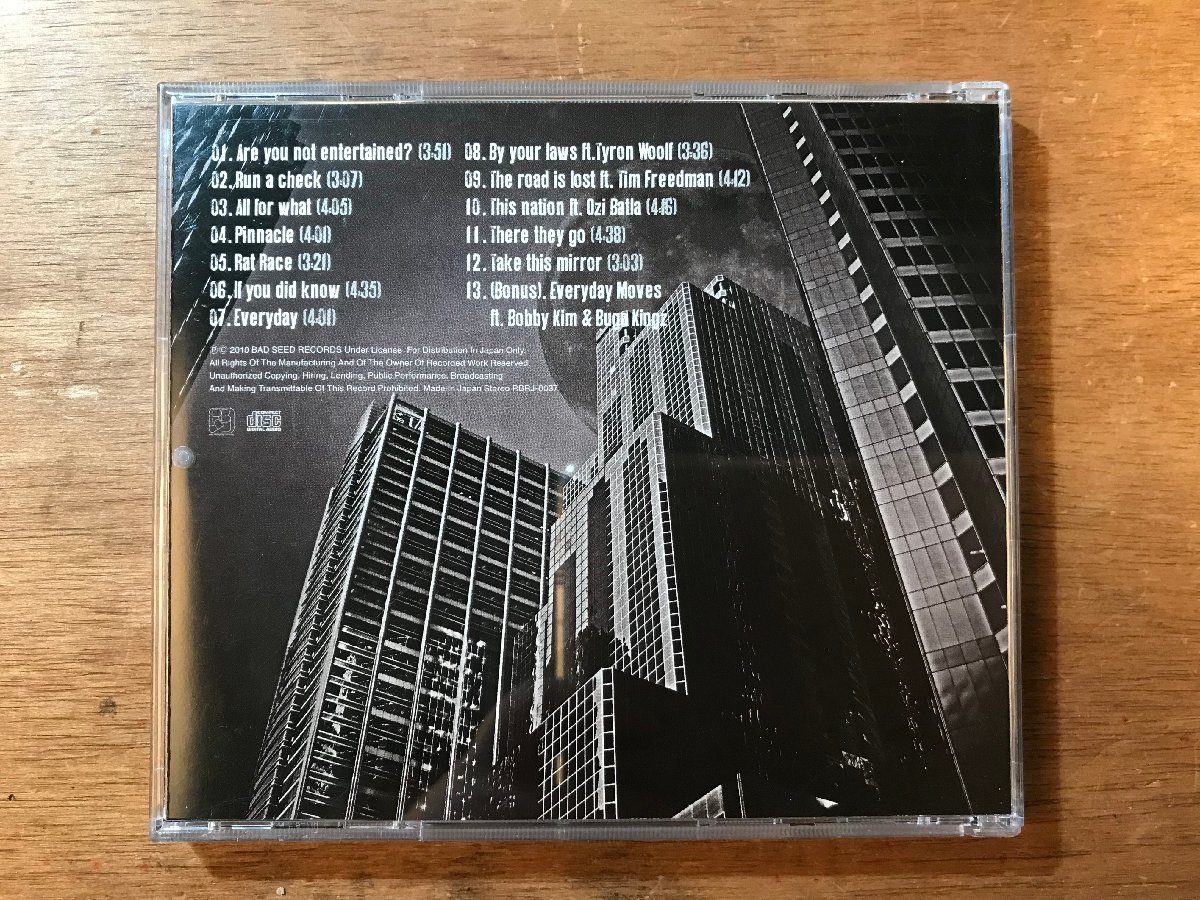 01. Are you not entertained? (3:51)
02. Run a check (3:07)
03. All for what (4:05)
04. Pinnacle (4:01)
05. Rat Race (3:21)
06. If you did know (4:35)
07. Everyday (4:01)
08. By your laws ft. Tyron Woolf (3:36)
09. The road is lost ft. Tim Freedman (4:12)
10. This nation ft. Ozi Batla (4:16)
11. There they go (4:38)
12. Take this mirror (3:03)
13. (Bonus). Everyday Moves
ft. Bobby Kim & Bugu Kingz
℗© 2010 BAD SEED RECORDS Under License. For Distribution In Japan Only.
All Rights Of The Manufacturing And Of The Owner Of Recorded Work Reserved.
Unauthorized Copying, Hiring, Lending, Public Performance, Broadcasting
And Making Transmittable Of This Record Prohibited. Made in Japan Stereo
COMPACT
disc
DIGITAL AUDIO